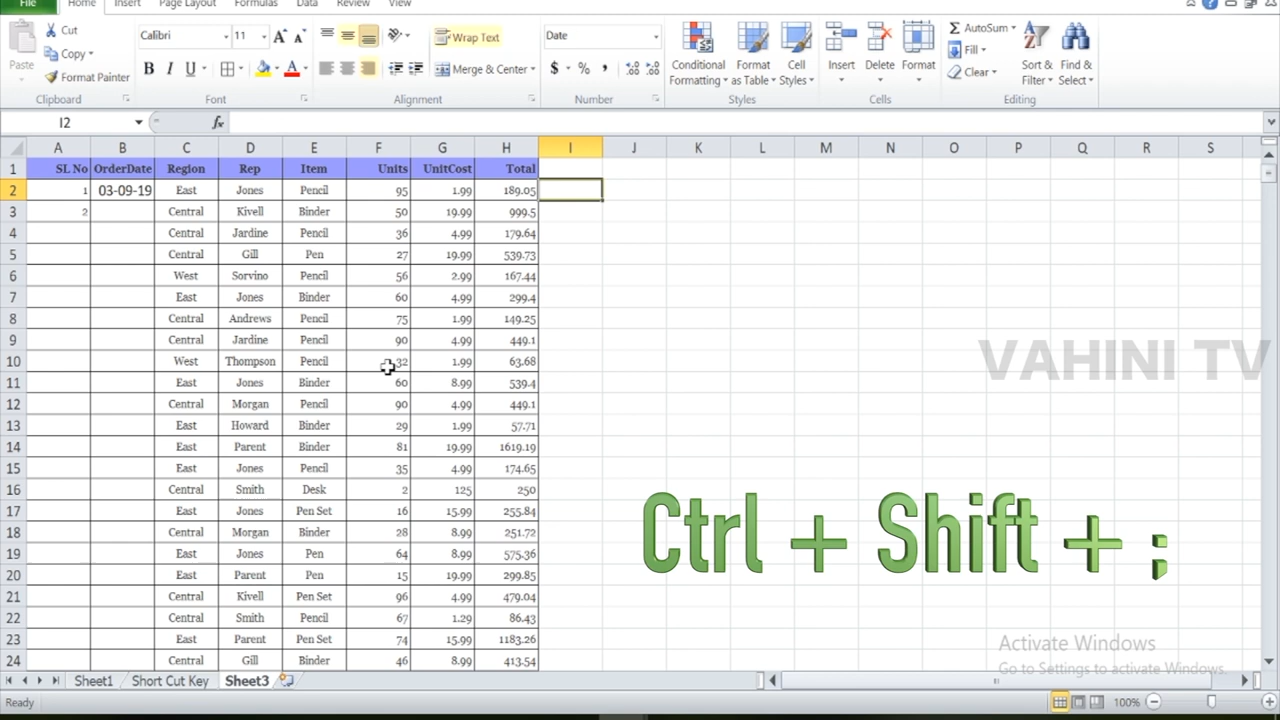 File Home Insert Page Layout Formulas Data Review View
Cut Calibri 11 Wrap Text Date AutoSum
Copy Fill
Paste Format Painter Merge & Center $ % , Conditional Formatting Format as Table Cell Styles Insert Delete Format Clear Sort & Filter Find & Select
Clipboard Font Alignment Number Styles Cells Editing
I2 fx
A B C D E F G H I J K L M N O P Q R S
1 SL No OrderDate Region Rep Item Units UnitCost Total
2 1 03-09-19 East Jones Pencil 95 1.99 189.05
3 2 Central Kivell Binder 50 19.99 999.5
4 Central Jardine Pencil 36 4.99 179.64
5 Central Gill Pen 27 19.99 539.73
6 West Sorvino Pencil 56 2.99 167.44
7 East Jones Binder 60 4.99 299.4
8 Central Andrews Pencil 75 1.99 149.25
9 Central Jardine Pencil 90 4.99 449.1
10 West Thompson Pencil 32 1.99 63.68
11 East Jones Binder 60 8.99 539.4
12 Central Morgan Pencil 90 4.99 449.1
13 East Howard Binder 29 1.99 57.71
14 East Parent Binder 81 19.99 1619.19
15 East Jones Pencil 35 4.99 174.65
16 Central Smith Desk 2 125 250
17 East Jones Pen Set 16 15.99 255.84
18 Central Morgan Binder 28 8.99 251.72
19 East Jones Pen 64 8.99 575.36
20 East Parent Pen 15 19.99 299.85
21 Central Kivell Pen Set 96 4.99 479.04
22 Central Smith Pencil 67 1.29 86.43
23 East Parent Pen Set 74 15.99 1183.26
24 Central Gill Binder 46 8.99 413.54
VAHINI TV
Ctrl + Shift + ;
Activate Windows
Go to Settings to activate Windows.
Sheet1 Short Cut Key Sheet3
Ready 100%